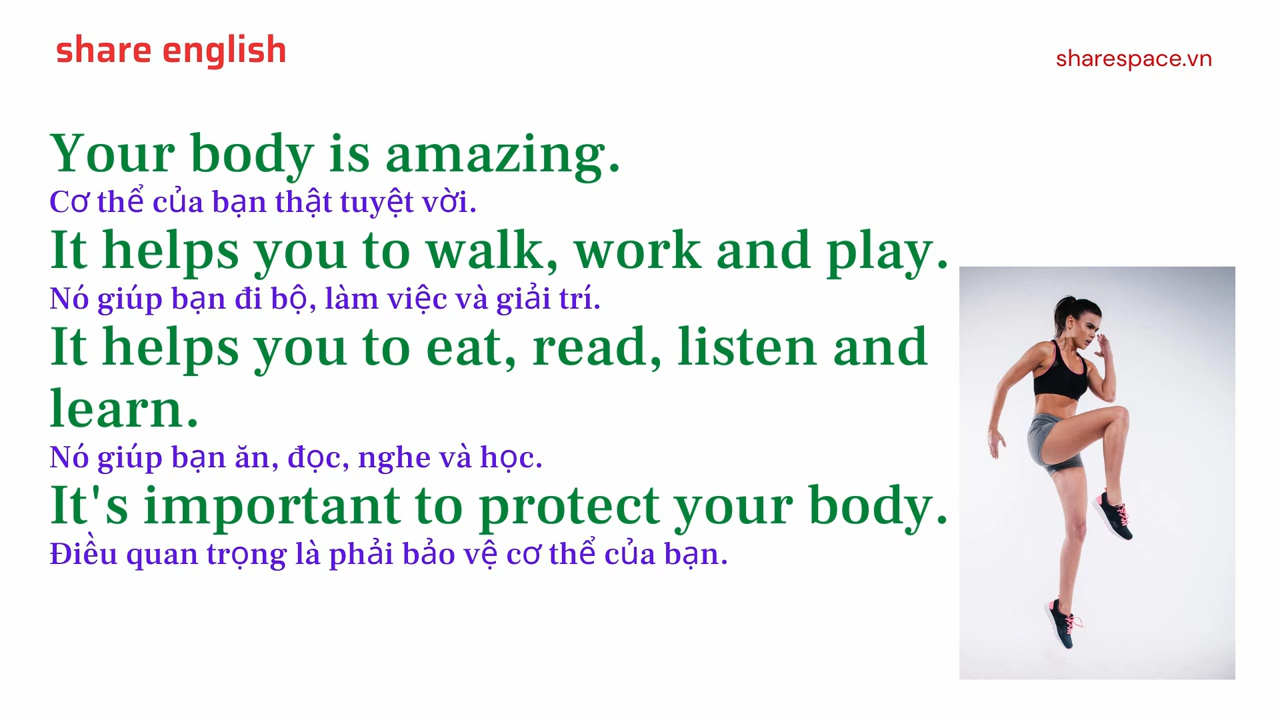 share english
sharespace.vn
Your body is amazing.
Cơ thể của bạn thật tuyệt vời.
It helps you to walk, work and play.
Nó giúp bạn đi bộ, làm việc và giải trí.
It helps you to eat, read, listen and
learn.
Nó giúp bạn ăn, đọc, nghe và học.
It's important to protect your body.
Điều quan trọng là phải bảo vệ cơ thể của bạn.